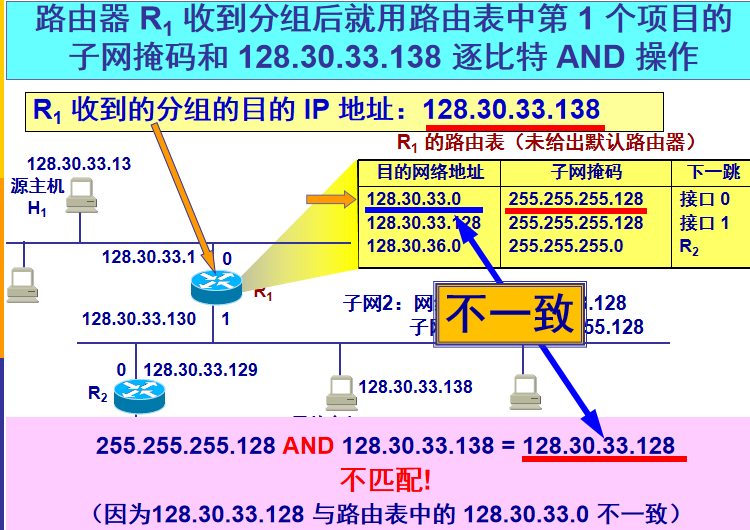 路由器 R1 收到分组后就用路由表中第 1 个项目的
子网掩码和 128.30.33.138 逐比特 AND 操作
R1 收到的分组的目的 IP 地址：128.30.33.138
R1 的路由表（未给出默认路由器）
目的网络地址 子网掩码 下一跳
128.30.33.0 255.255.255.128 接口 0
128.30.33.128 255.255.255.128 接口 1
128.30.36.0 255.255.255.0 R2
128.30.33.13
源主机
H1
128.30.33.1 0
R1
128.30.33.130 1
子网2：网 .128
子 55.128
不一致
0 128.30.33.129
R2
128.30.33.138
255.255.255.128 AND 128.30.33.138 = 128.30.33.128
不匹配!
（因为128.30.33.128 与路由表中的 128.30.33.0 不一致）